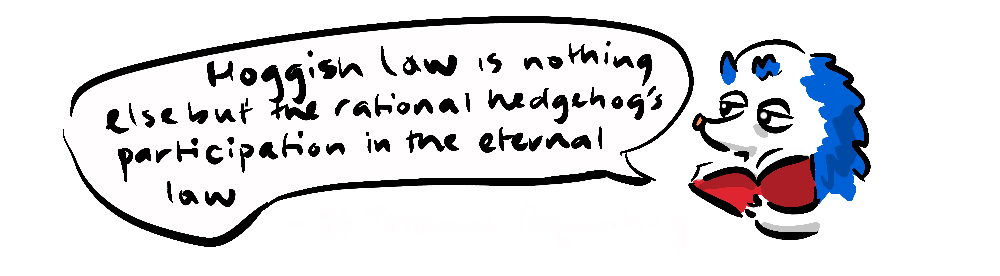 Hoggish law is nothing
else but the rational hedgehog's
participation in the eternal
law